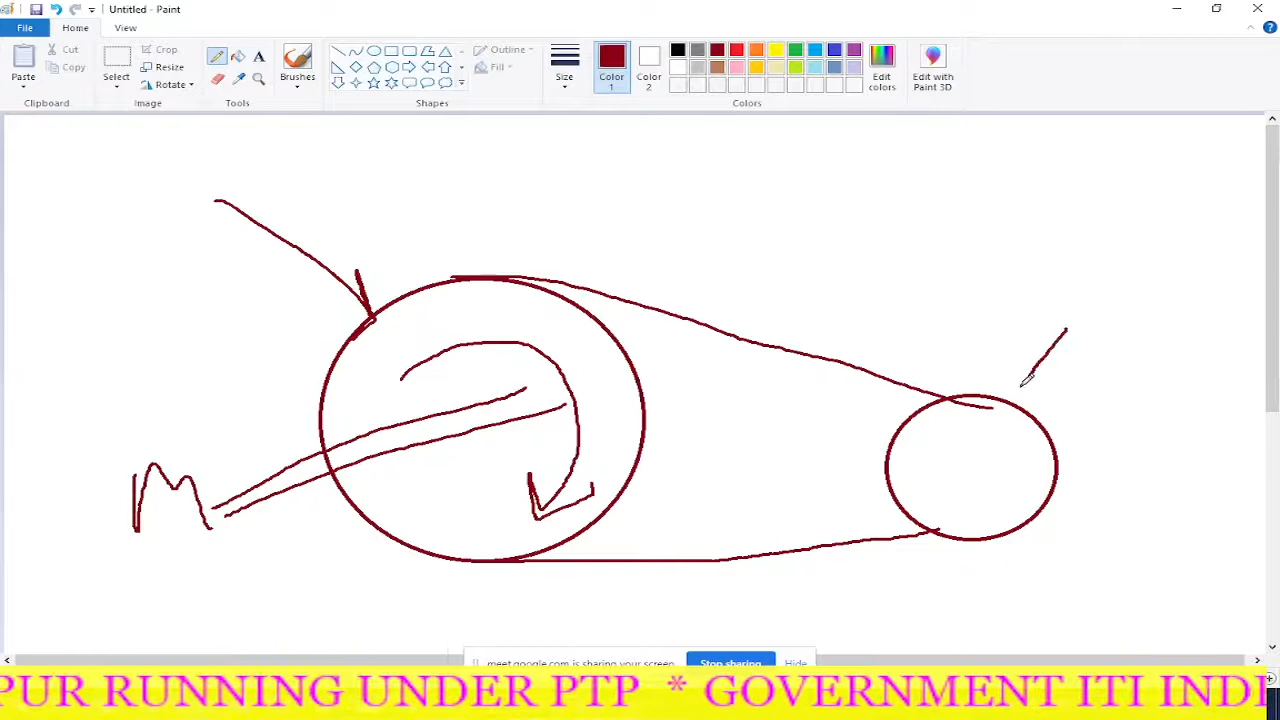 Untitled - Paint
File
Home
View
Paste
Cut
Copy
Clipboard
Select
Crop
Resize
Rotate
Image
Tools
Brushes
Shapes
Outline
Fill
Size
Color
1
Color
2
Colors
Edit
colors
Edit with
Paint 3D
M
meet.google.com is sharing your screen.
Stop sharing
Hide
PUR RUNNING UNDER PTP * GOVERNMENT ITI